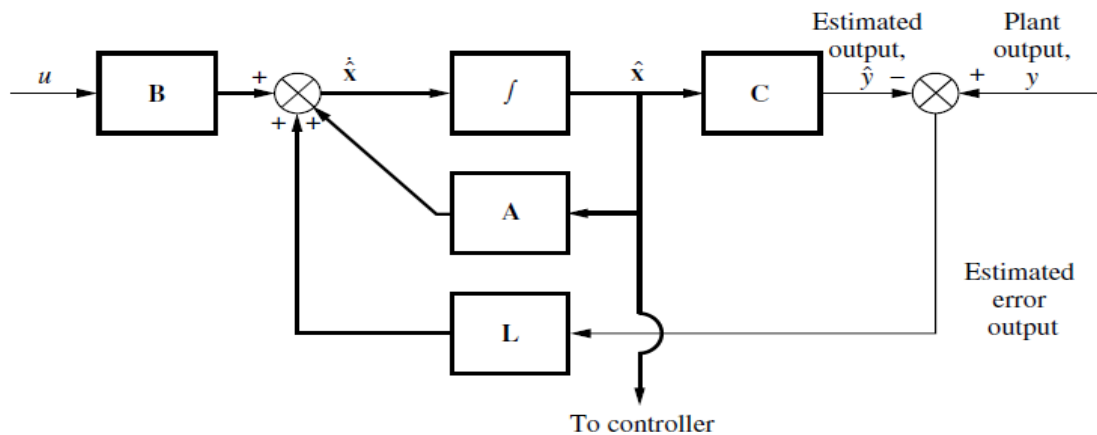 Estimated
output,
Plant
output,
u
B
+
+
+
x̂̇
∫
x̂
C
ŷ
−
+
y
A
L
Estimated
error
output
To controller